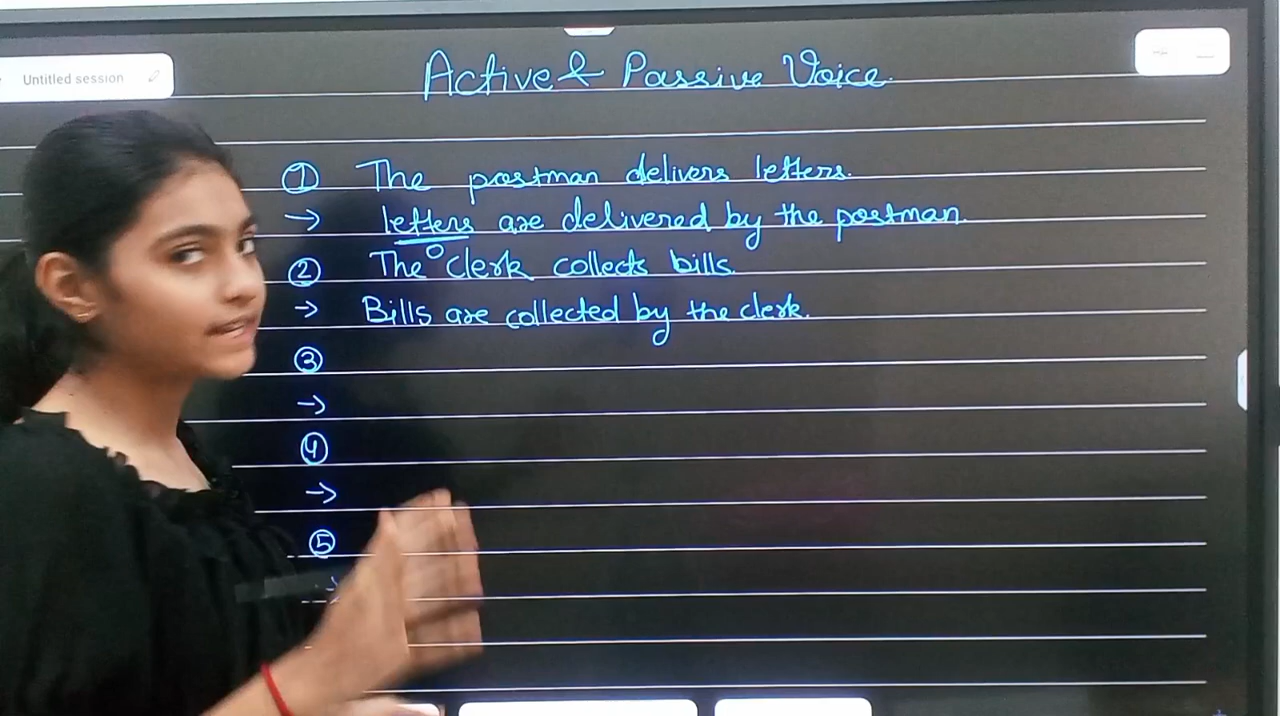 Untitled session
Active & Passive Voice.
① The postman delivers letters.
→ letters are delivered by the postman.
② The clerk collects bills.
→ Bills are collected by the clerk.
③
→
④
→
⑤